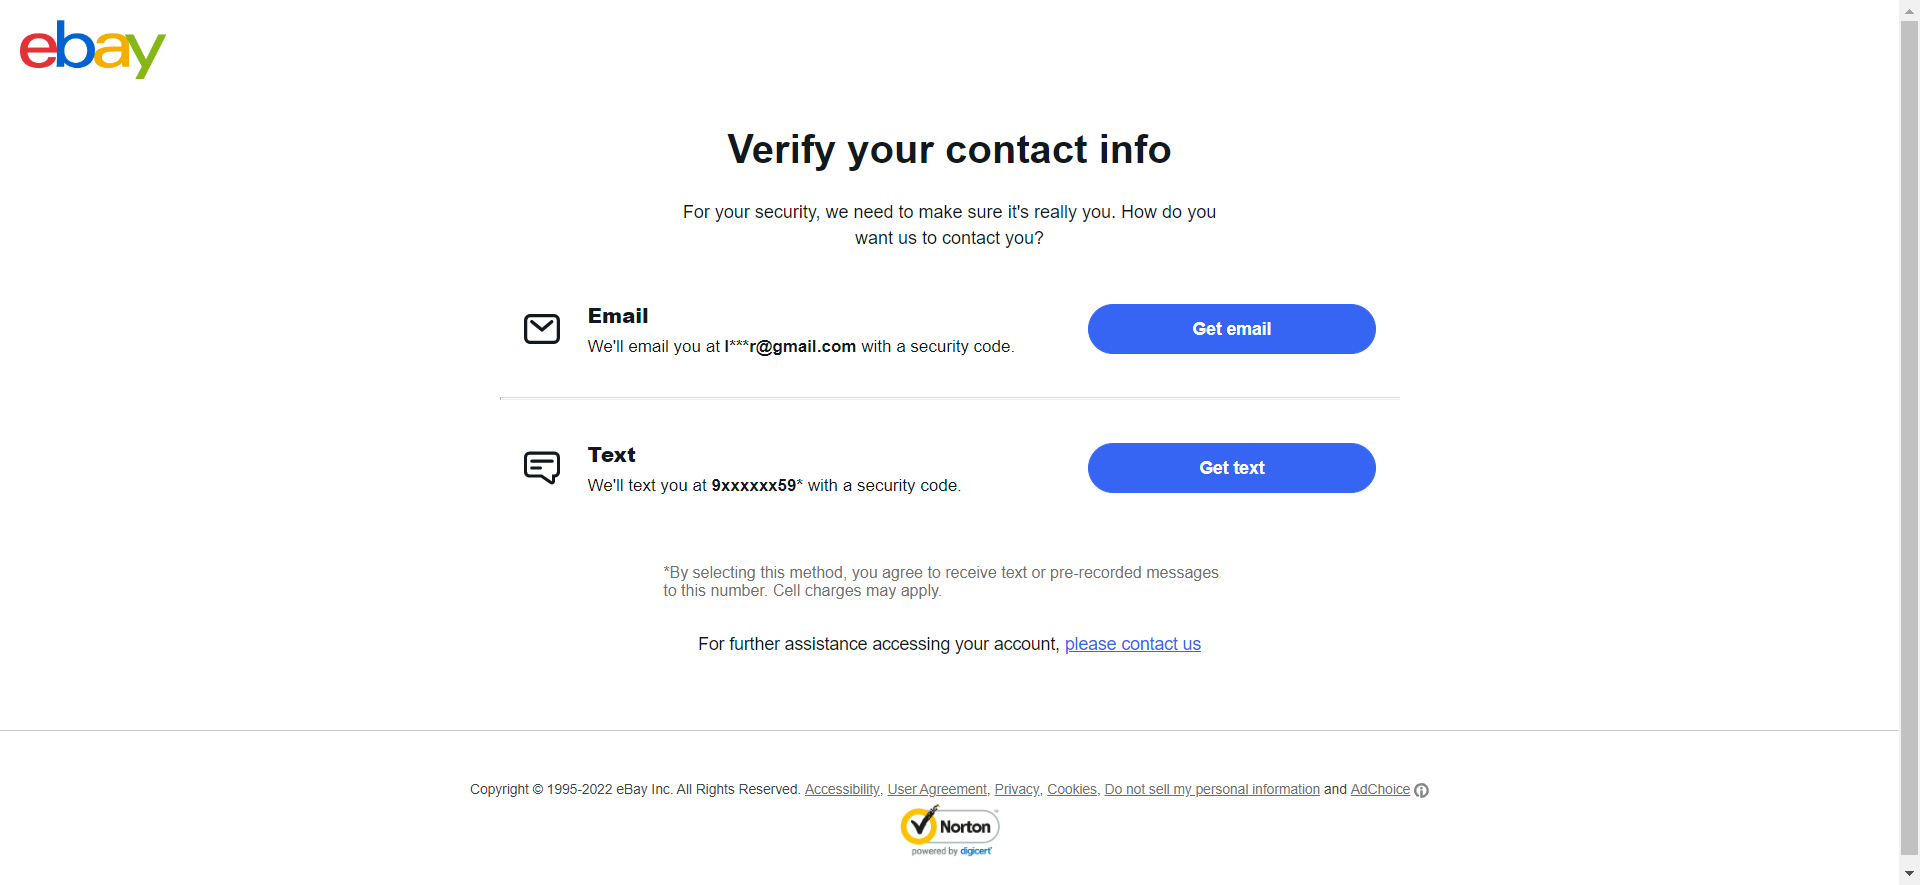 ebay
Verify your contact info
For your security, we need to make sure it's really you. How do you
want us to contact you?
Email
We'll email you at l***r@gmail.com with a security code.
Get email
Text
We'll text you at 9xxxxxx59* with a security code.
Get text
*By selecting this method, you agree to receive text or pre-recorded messages
to this number. Cell charges may apply.
For further assistance accessing your account, please contact us
Copyright © 1995-2022 eBay Inc. All Rights Reserved. Accessibility, User Agreement, Privacy, Cookies, Do not sell my personal information and AdChoice
Norton
powered by digicert